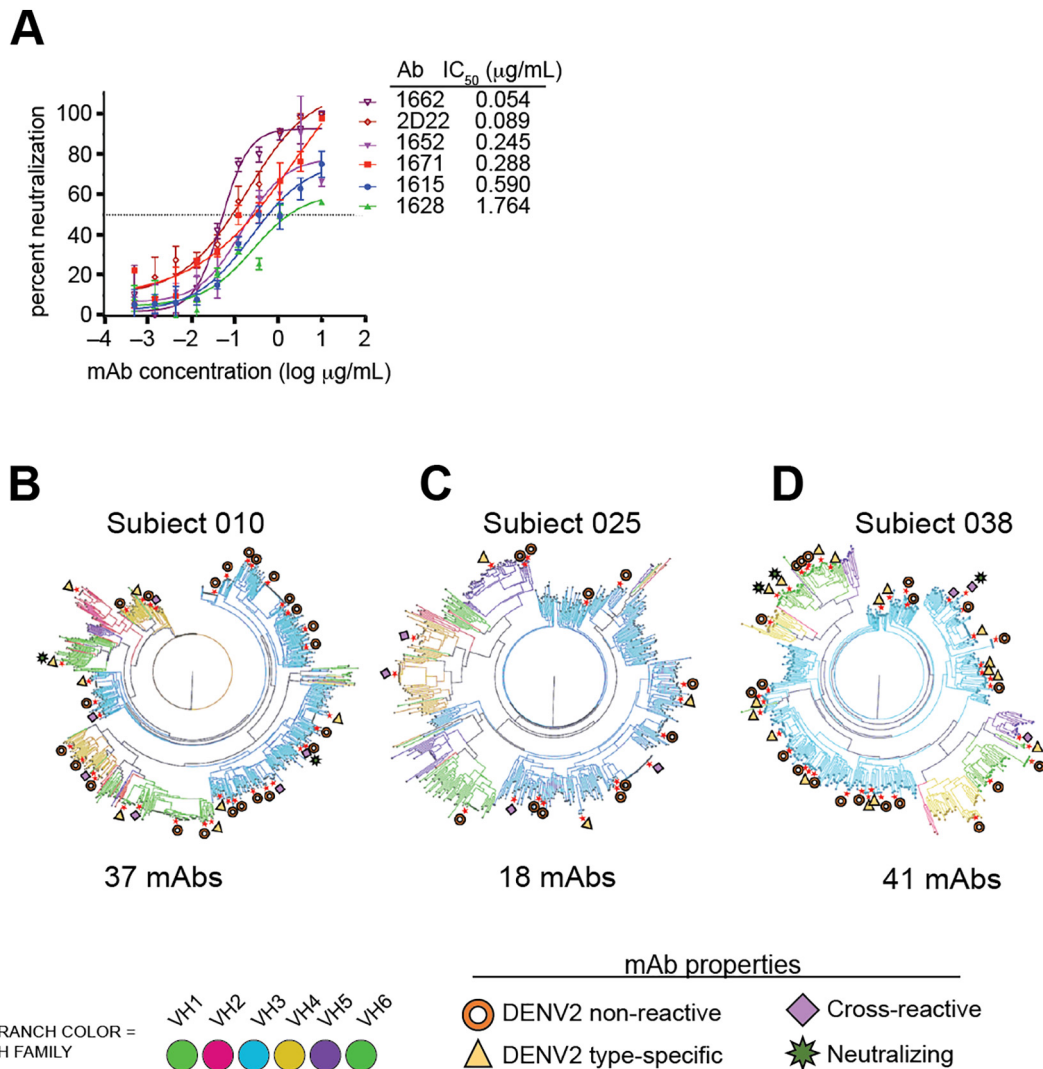 A
Ab IC50 (μg/mL)
1662 0.054
2D22 0.089
1652 0.245
1671 0.288
1615 0.590
1628 1.764
percent neutralization
100
80
60
40
20
0
–4 –3 –2 –1 0 1 2
mAb concentration (log μg/mL)
B C D
Subiect 010 Subiect 025 Subiect 038
37 mAbs 18 mAbs 41 mAbs
mAb properties
VH1 VH2 VH3 VH4 VH5 VH6
RANCH COLOR =
H FAMILY
DENV2 non-reactive Cross-reactive
DENV2 type-specific Neutralizing